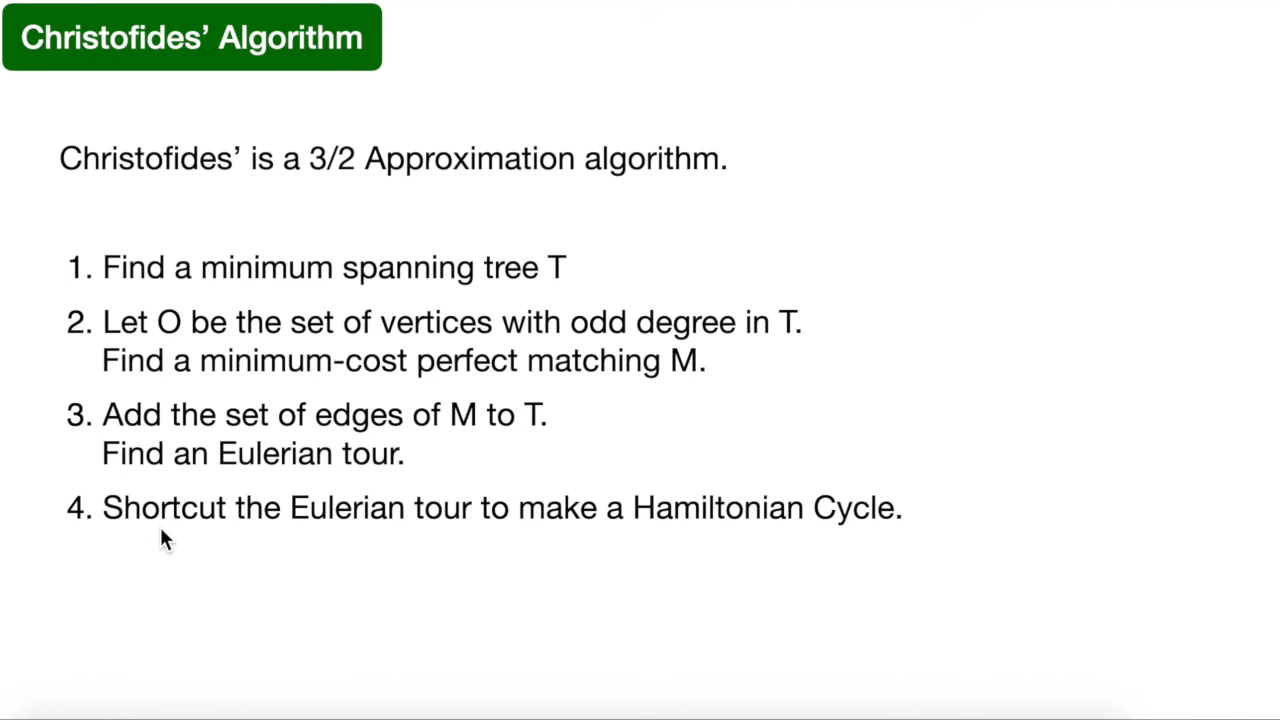 Christofides’ Algorithm
Christofides’ is a 3/2 Approximation algorithm.
1. Find a minimum spanning tree T
2. Let O be the set of vertices with odd degree in T.
Find a minimum-cost perfect matching M.
3. Add the set of edges of M to T.
Find an Eulerian tour.
4. Shortcut the Eulerian tour to make a Hamiltonian Cycle.